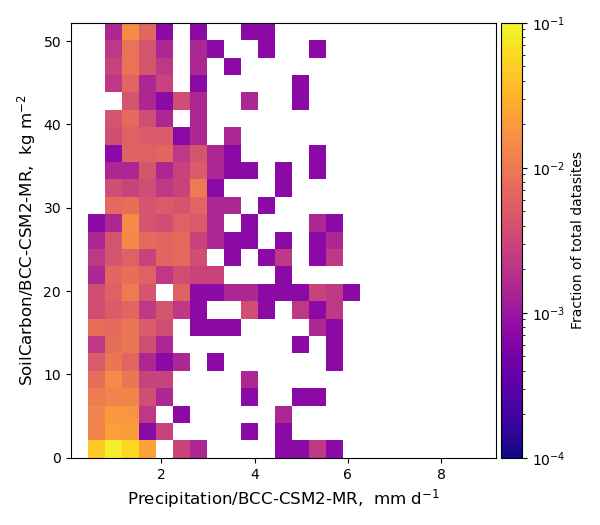 50
40
30
20
10
0
SoilCarbon/BCC-CSM2-MR, kg m⁻²
2 4 6 8
Precipitation/BCC-CSM2-MR, mm d⁻¹
10⁻¹
10⁻²
10⁻³
10⁻⁴
Fraction of total datasites